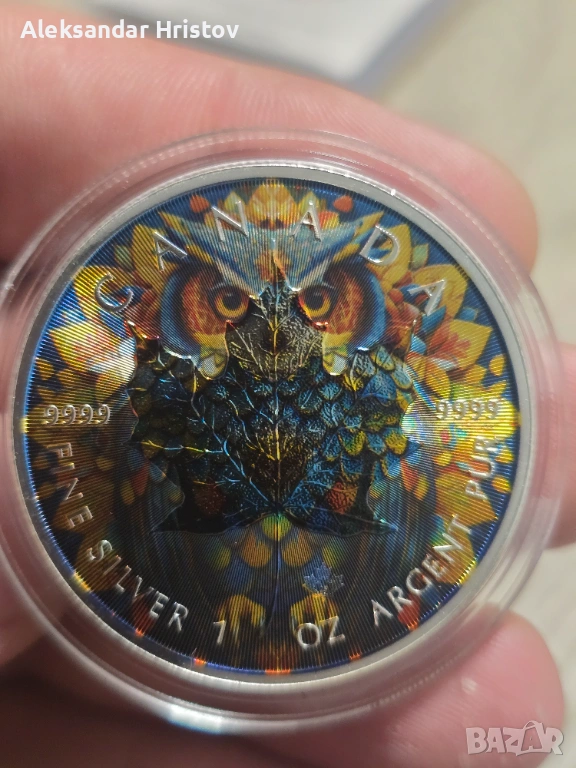 Aleksandar Hristov
CANADA
9999 9999
FINE SILVER 1 OZ ARGENT PUR
BAZAR